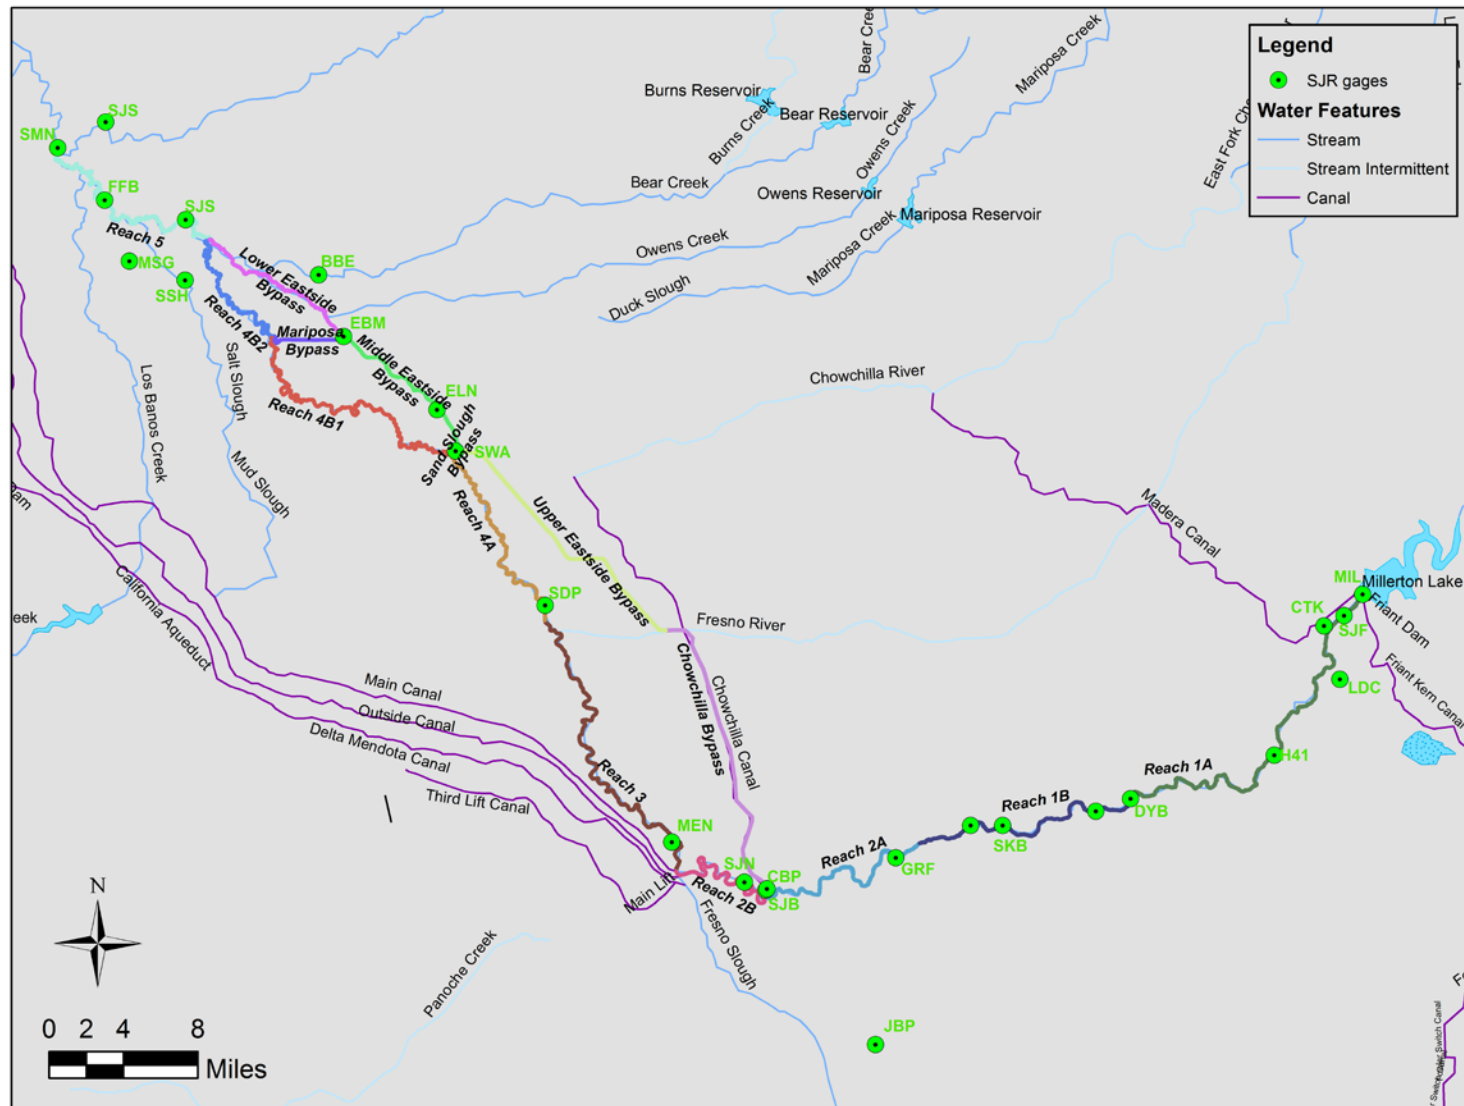 Legend
SJR gages
Water Features
Stream
Stream Intermittent
Canal
Bear Creek
Mariposa Creek
Burns Reservoir
Bear Reservoir
Burns Creek
Owens Creek
Bear Creek
Owens Reservoir
Mariposa Reservoir
Owens Creek
Mariposa Creek
Duck Slough
SJS
SMN
FFB
SJS
Reach 5
MSG
SSH
BBE
Lower Eastside
Bypass
Reach 4B2
EBM
Mariposa
Bypass
Middle Eastside
Bypass
Salt Slough
Los Banos Creek
Reach 4B1
ELN
Sand Slough
Bypass
SWA
Chowchilla River
Mud Slough
Reach 4A
Upper Eastside Bypass
Madera Canal
California Aqueduct
SDP
Fresno River
MIL
Millerton Lake
CTK
SJF
Friant Dam
LDC
Friant Kern Canal
Main Canal
Outside Canal
Delta Mendota Canal
Third Lift Canal
Chowchilla Bypass
Chowchilla Canal
Reach 3
H41
Reach 1A
Reach 1B
DYB
SKB
MEN
Reach 2A
GRF
SJN
CBP
SJB
Reach 2B
Main Lift
Fresno Slough
Panoche Creek
JBP
N
0 2 4 8
Miles